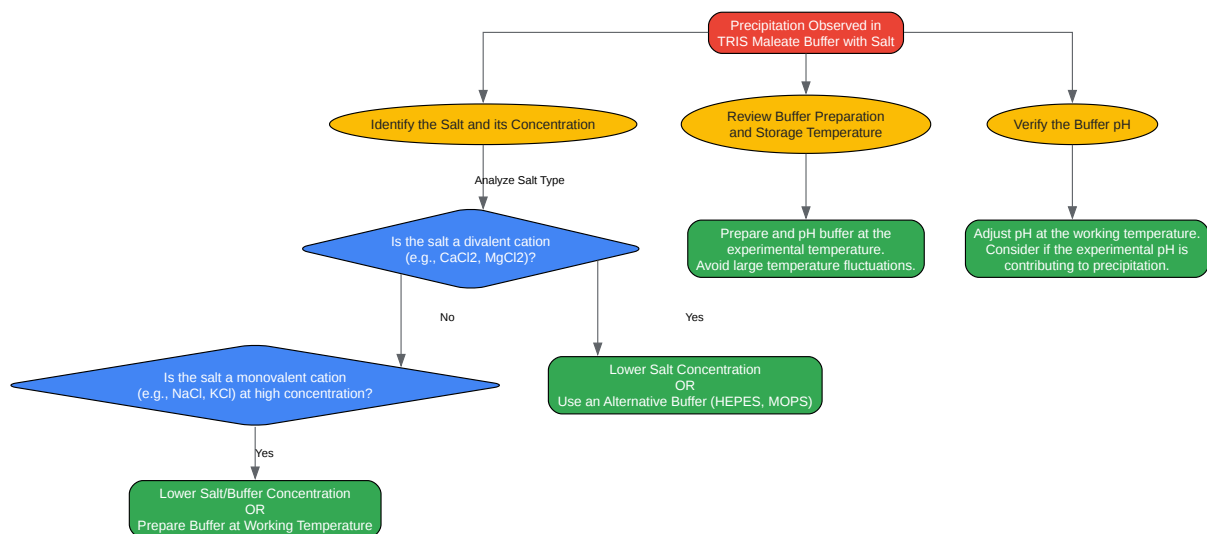 Precipitation Observed in
TRIS Maleate Buffer with Salt
Identify the Salt and its Concentration
Review Buffer Preparation
and Storage Temperature
Verify the Buffer pH
Analyze Salt Type
Is the salt a divalent cation
(e.g., CaCl2, MgCl2)?
Prepare and pH buffer at the
experimental temperature.
Avoid large temperature fluctuations.
Adjust pH at the working temperature.
Consider if the experimental pH is
contributing to precipitation.
No
Yes
Is the salt a monovalent cation
(e.g., NaCl, KCl) at high concentration?
Lower Salt Concentration
OR
Use an Alternative Buffer (HEPES, MOPS)
Yes
Lower Salt/Buffer Concentration
OR
Prepare Buffer at Working Temperature